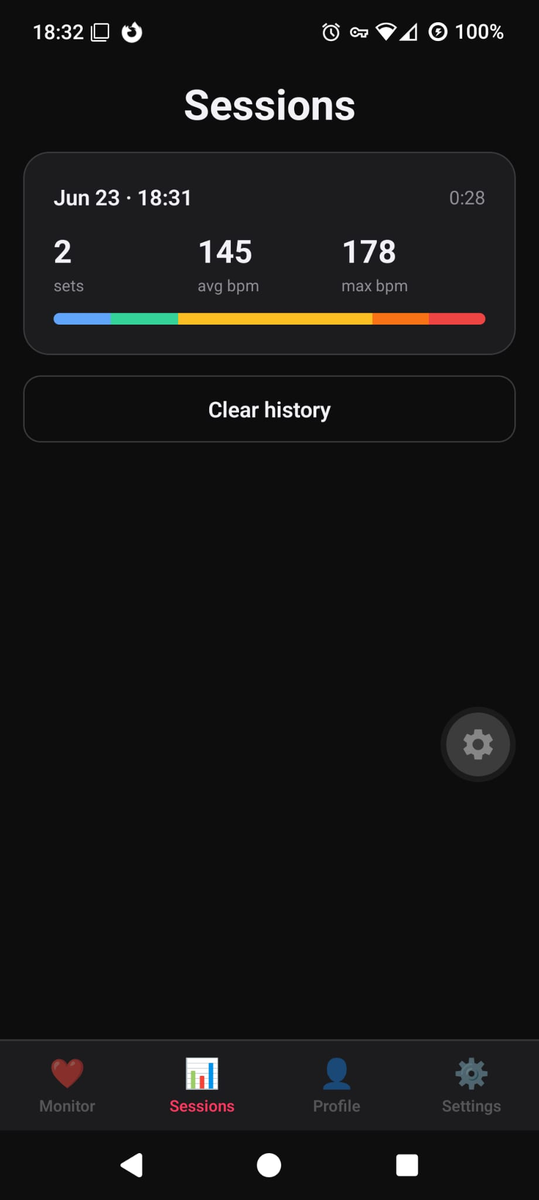 18:32 100%
Sessions
Jun 23 · 18:31 0:28
2 145 178
sets avg bpm max bpm
Clear history
Monitor Sessions Profile Settings